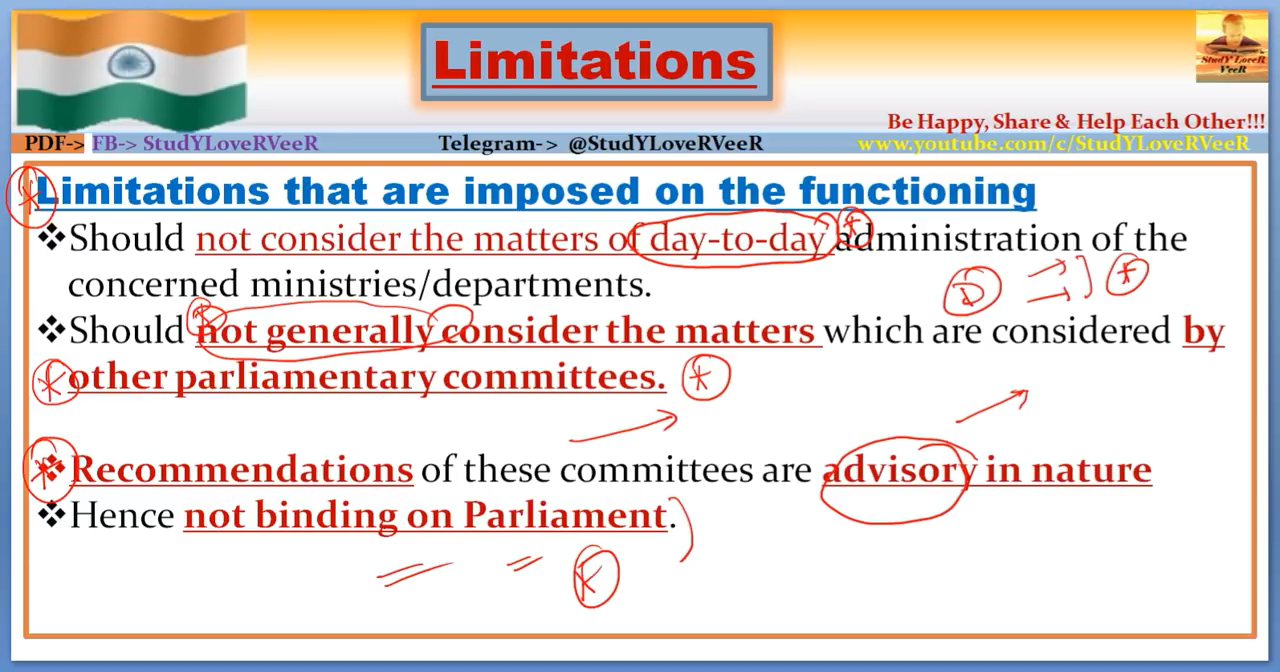 Limitations
StudY LoveR
VeeR
Be Happy, Share & Help Each Other!!!
PDF-> FB-> StudYLoveRVeeR Telegram-> @StudYLoveRVeeR www.youtube.com/c/StudYLoveRVeeR
Limitations that are imposed on the functioning
❖Should not consider the matters of day-to-day administration of the
concerned ministries/departments.
❖Should not generally consider the matters which are considered by
other parliamentary committees.
❖Recommendations of these committees are advisory in nature
❖Hence not binding on Parliament.